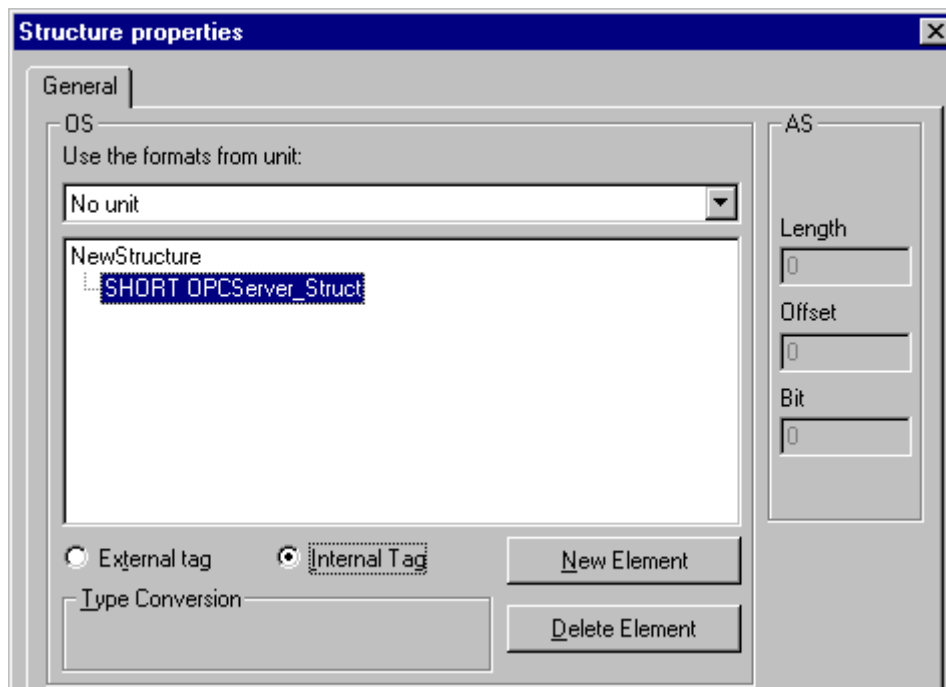 Structure properties
General
OS
Use the formats from unit:
No unit
NewStructure
SHORT OPCServer_Struct
External tag
Internal Tag
New Element
Type Conversion
Delete Element
AS
Length
0
Offset
0
Bit
0